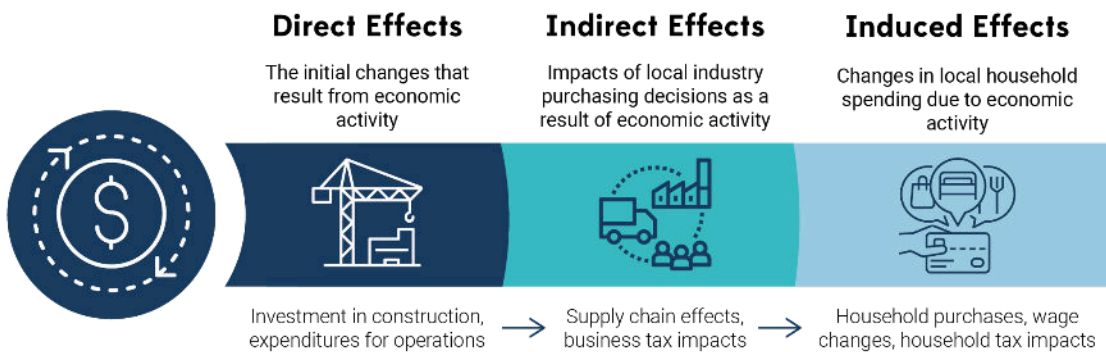 Direct Effects
The initial changes that
result from economic
activity
Indirect Effects
Impacts of local industry
purchasing decisions as a
result of economic activity
Induced Effects
Changes in local household
spending due to economic
activity
$
Investment in construction,
expenditures for operations
Supply chain effects,
business tax impacts
Household purchases, wage
changes, household tax impacts